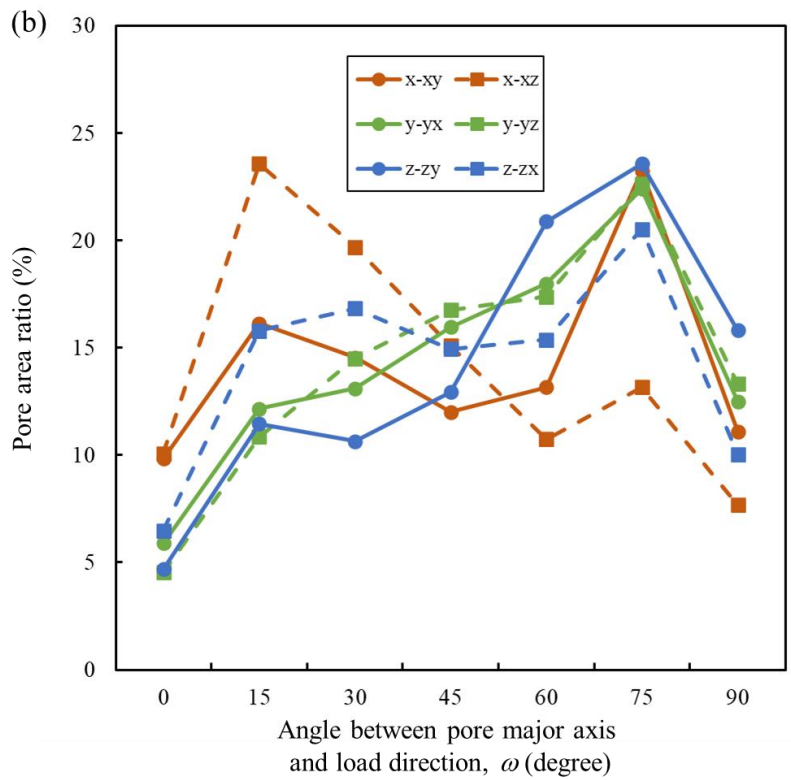 (b)
30
25
20
15
10
5
0
Pore area ratio (%)
x-xy x-xz
y-yx y-yz
z-zy z-zx
0 15 30 45 60 75 90
Angle between pore major axis
and load direction, ω (degree)